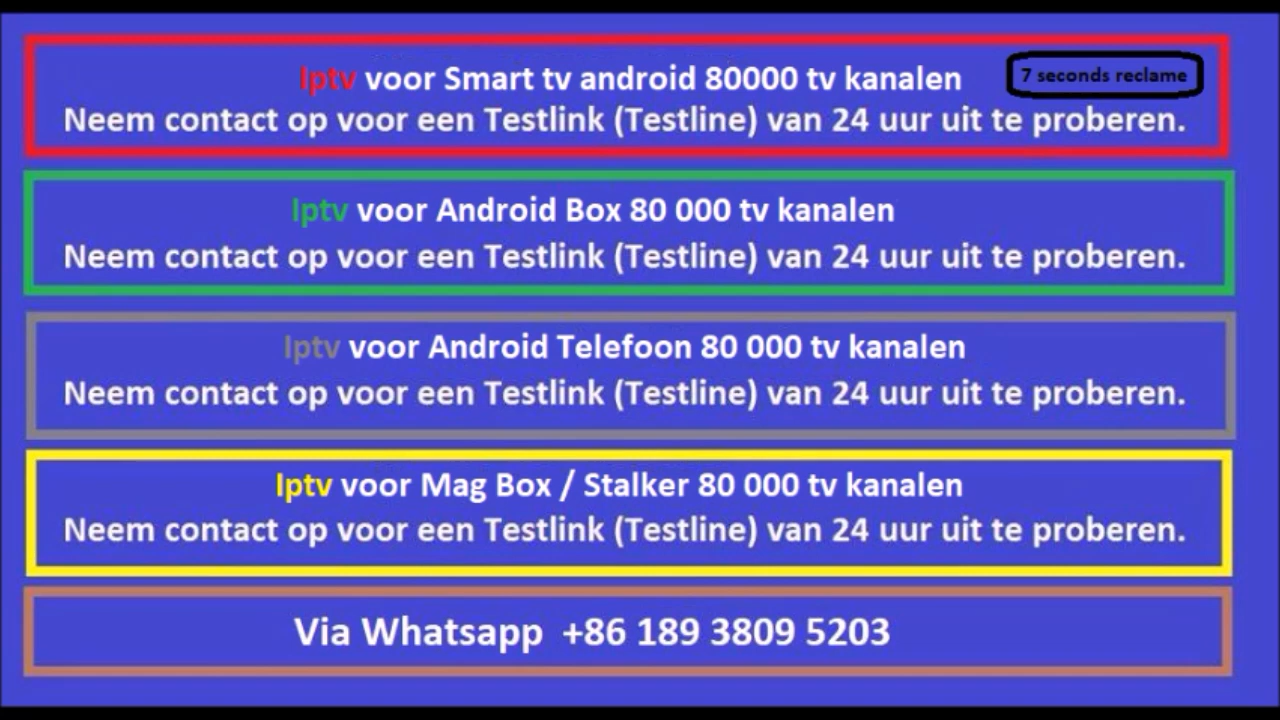 Iptv voor Smart tv android 80000 tv kanalen
7 seconds reclame
Neem contact op voor een Testlink (Testline) van 24 uur uit te proberen.
Iptv voor Android Box 80 000 tv kanalen
Neem contact op voor een Testlink (Testline) van 24 uur uit te proberen.
Iptv voor Android Telefoon 80 000 tv kanalen
Neem contact op voor een Testlink (Testline) van 24 uur uit te proberen.
Iptv voor Mag Box / Stalker 80 000 tv kanalen
Neem contact op voor een Testlink (Testline) van 24 uur uit te proberen.
Via Whatsapp +86 189 3809 5203